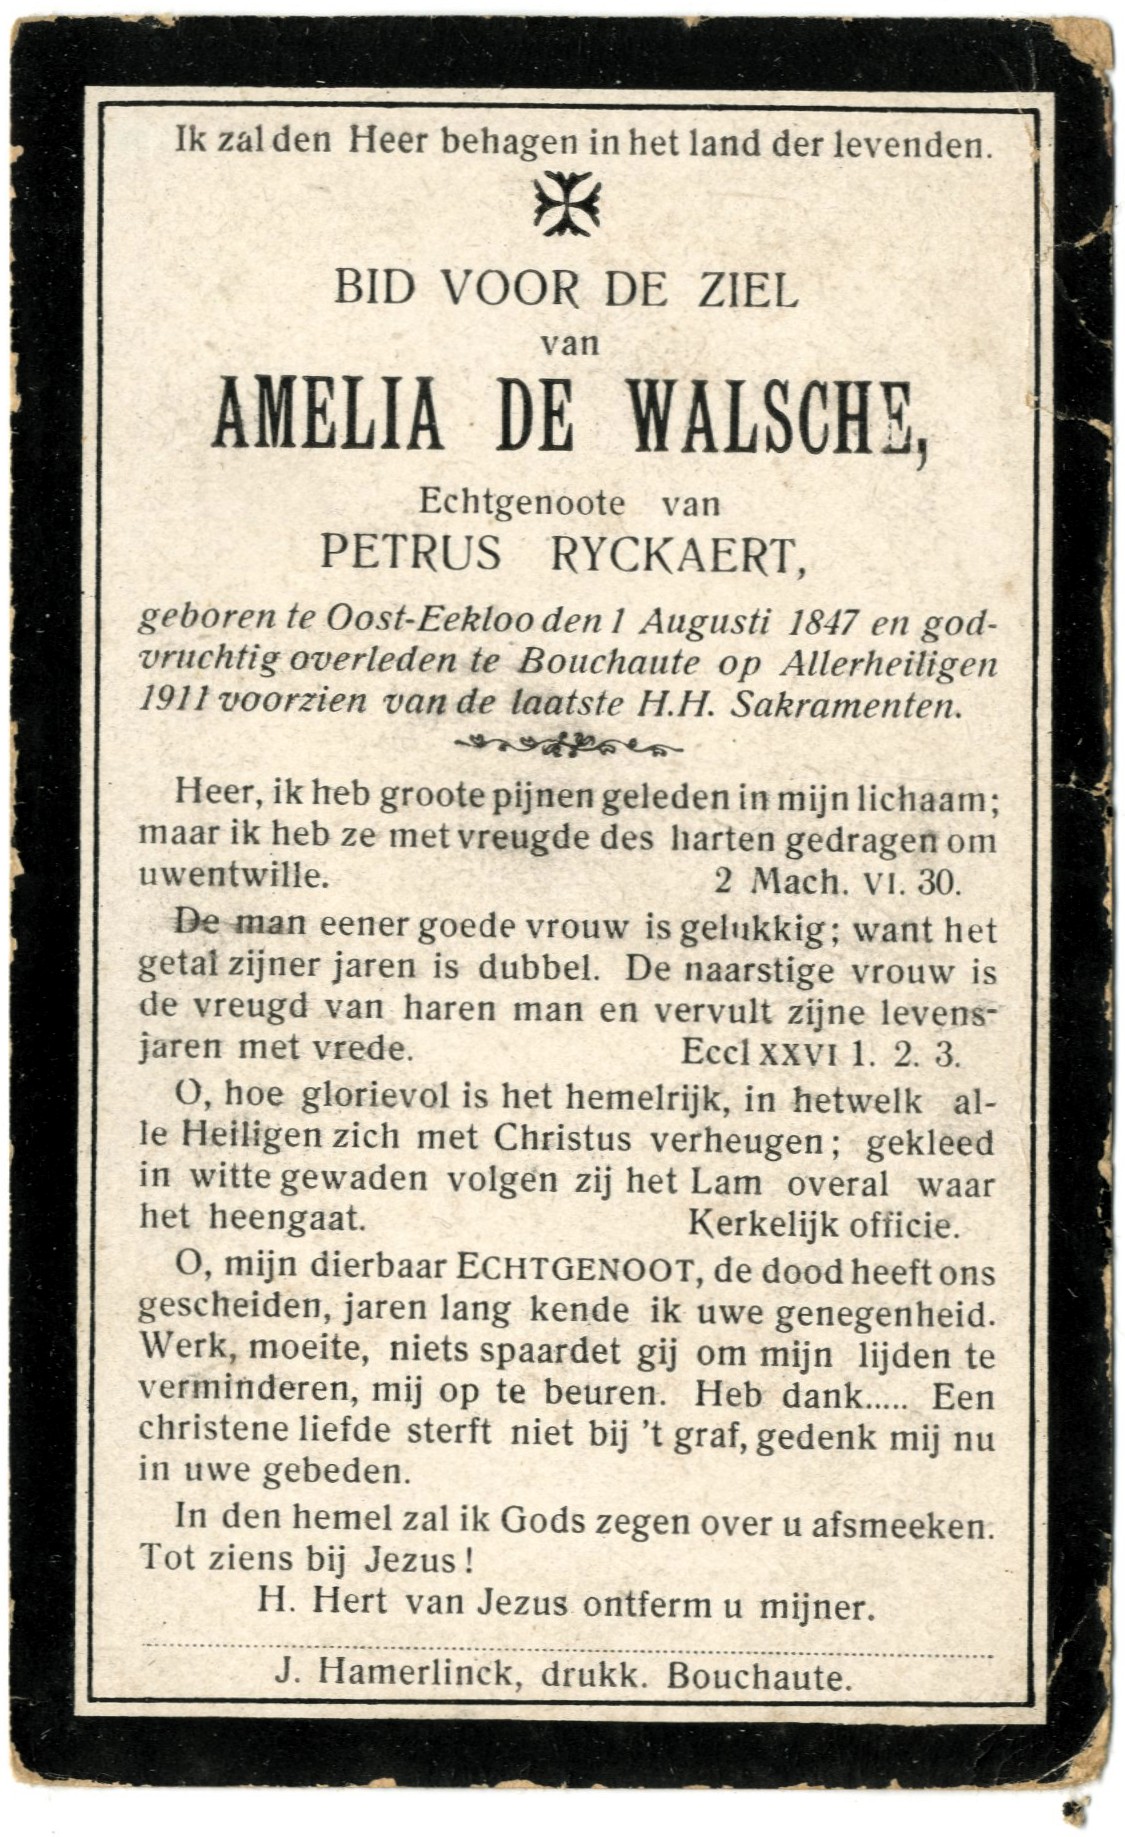 Ik zal den Heer behagen in het land der levenden.
BID VOOR DE ZIEL
van
AMELIA DE WALSCHE,
Echtgenoote van
PETRUS RYCKAERT,
geboren te Oost-Eekloo den 1 Augusti 1847 en god-
vruchtig overleden te Bouchaute op Allerheiligen
1911 voorzien van de laatste H.H. Sakramenten.
Heer, ik heb groote pijnen geleden in mijn lichaam;
maar ik heb ze met vreugde des harten gedragen om
uwentwille. 2 Mach. VI. 30.
De man eener goede vrouw is gelukkig; want het
getal zijner jaren is dubbel. De naarstige vrouw is
de vreugd van haren man en vervult zijne levens-
jaren met vrede. Eccl XXVI 1. 2. 3.
O, hoe glorievol is het hemelrijk, in hetwelk al-
le Heiligen zich met Christus verheugen; gekleed
in witte gewaden volgen zij het Lam overal waar
het heengaat. Kerkelijk officie.
O, mijn dierbaar ECHTGENOOT, de dood heeft ons
gescheiden, jaren lang kende ik uwe genegenheid.
Werk, moeite, niets spaardet gij om mijn lijden te
verminderen, mij op te beuren. Heb dank..... Een
christene liefde sterft niet bij 't graf, gedenk mij nu
in uwe gebeden.
In den hemel zal ik Gods zegen over u afsmeeken.
Tot ziens bij Jezus!
H. Hert van Jezus ontferm u mijner.
J. Hamerlinck, drukk. Bouchaute.